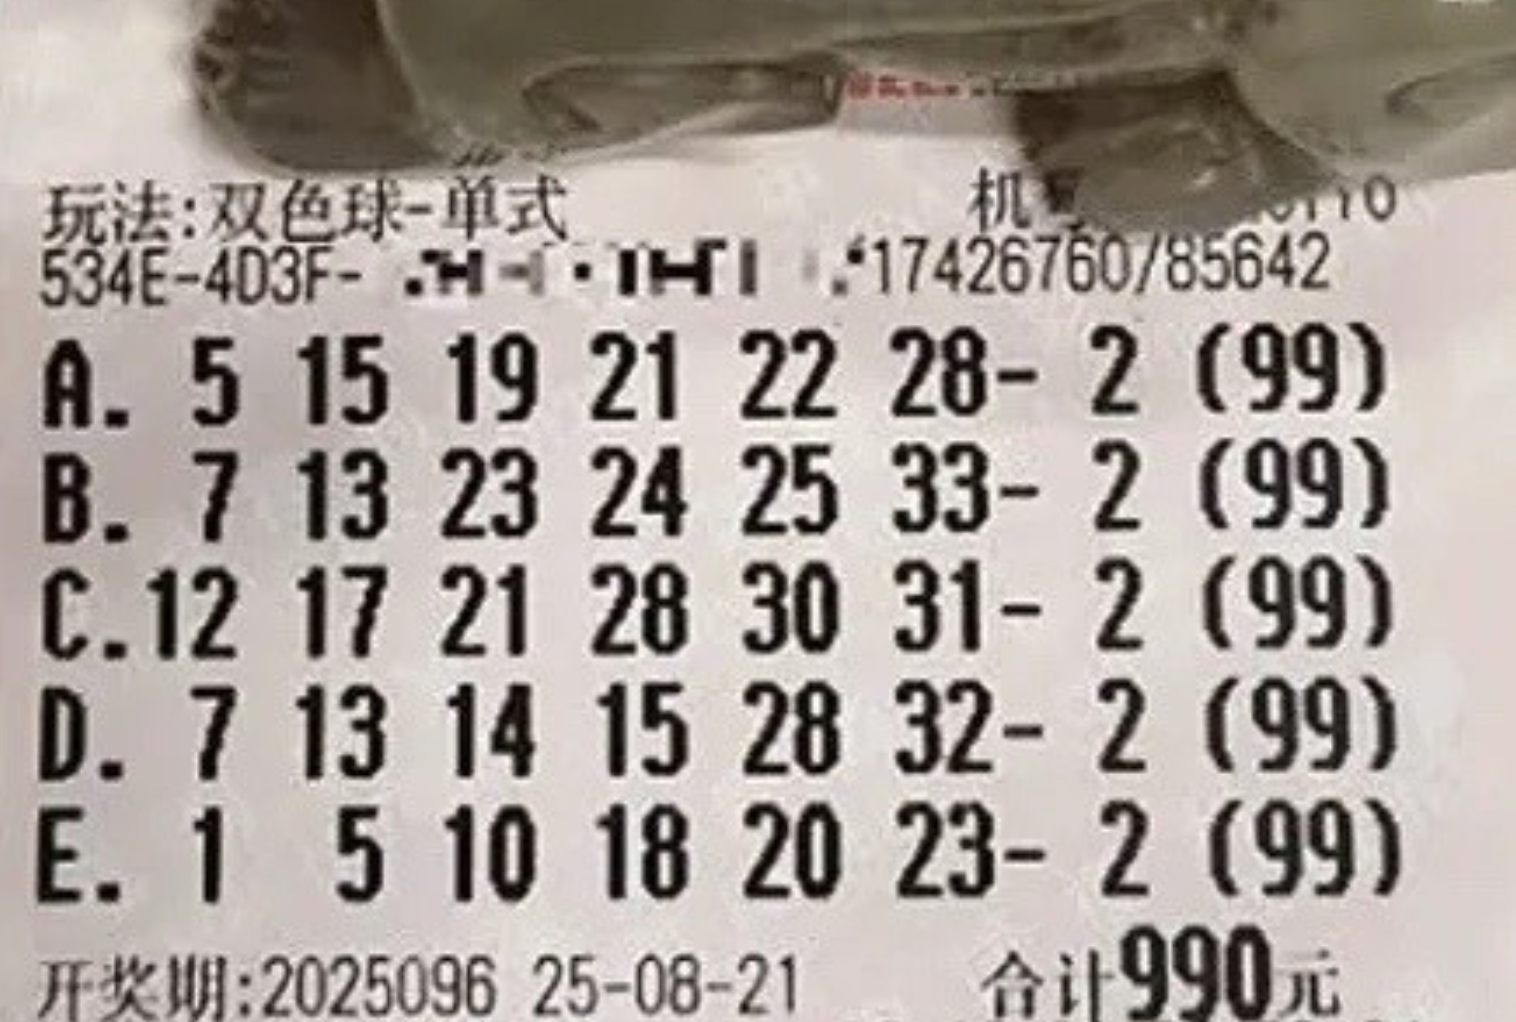 玩法:双色球-单式 机
534E-4D3F- 17426760/85642
A. 5 15 19 21 22 28- 2 (99)
B. 7 13 23 24 25 33- 2 (99)
C.12 17 21 28 30 31- 2 (99)
D. 7 13 14 15 28 32- 2 (99)
E. 1 5 10 18 20 23- 2 (99)
开奖期:2025096 25-08-21 合计990元